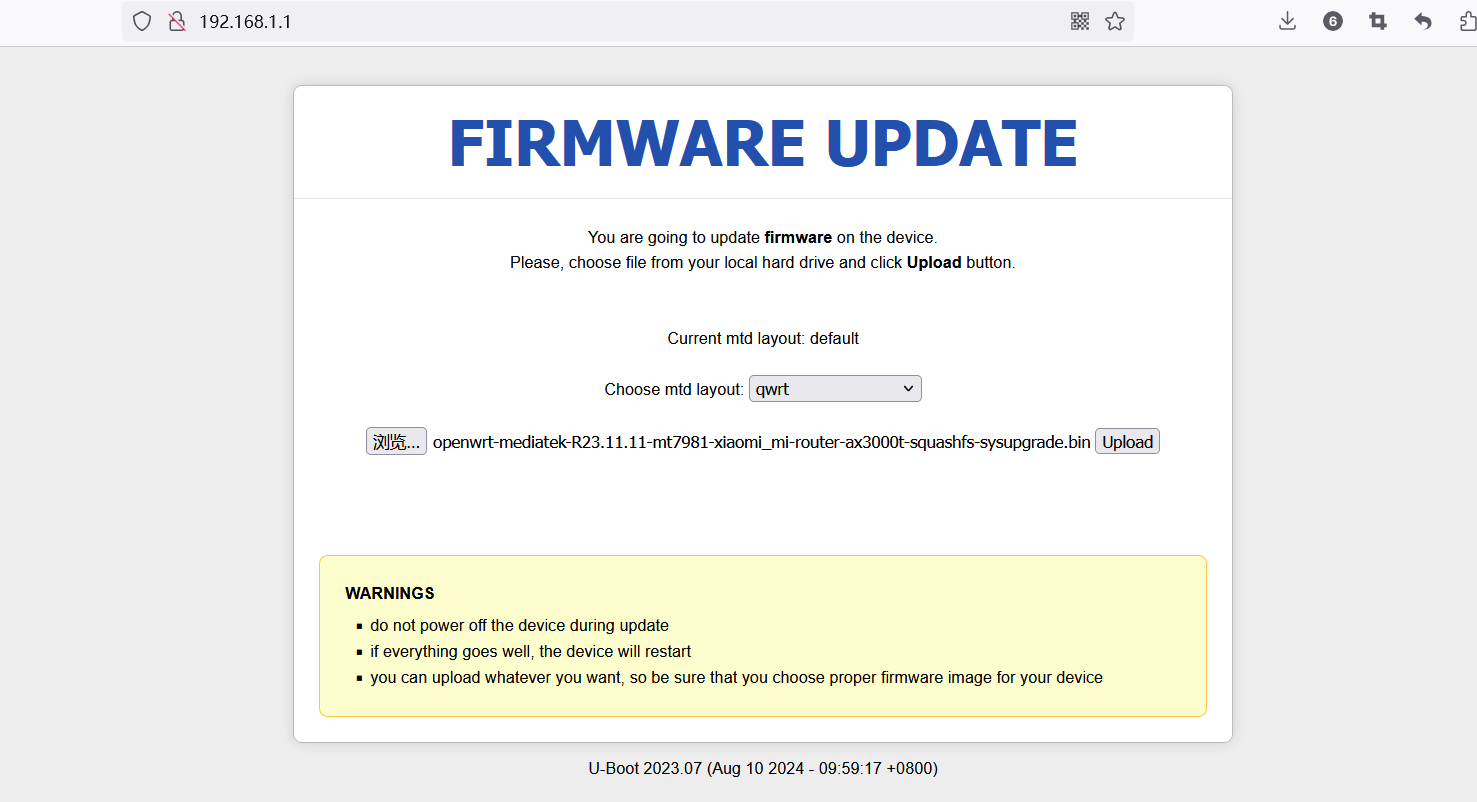 192.168.1.1
6
FIRMWARE UPDATE
You are going to update firmware on the device.
Please, choose file from your local hard drive and click Upload button.
Current mtd layout: default
Choose mtd layout: qwrt
浏览... openwrt-mediatek-R23.11.11-mt7981-xiaomi_mi-router-ax3000t-squashfs-sysupgrade.bin Upload
WARNINGS
do not power off the device during update
if everything goes well, the device will restart
you can upload whatever you want, so be sure that you choose proper firmware image for your device
U-Boot 2023.07 (Aug 10 2024 - 09:59:17 +0800)